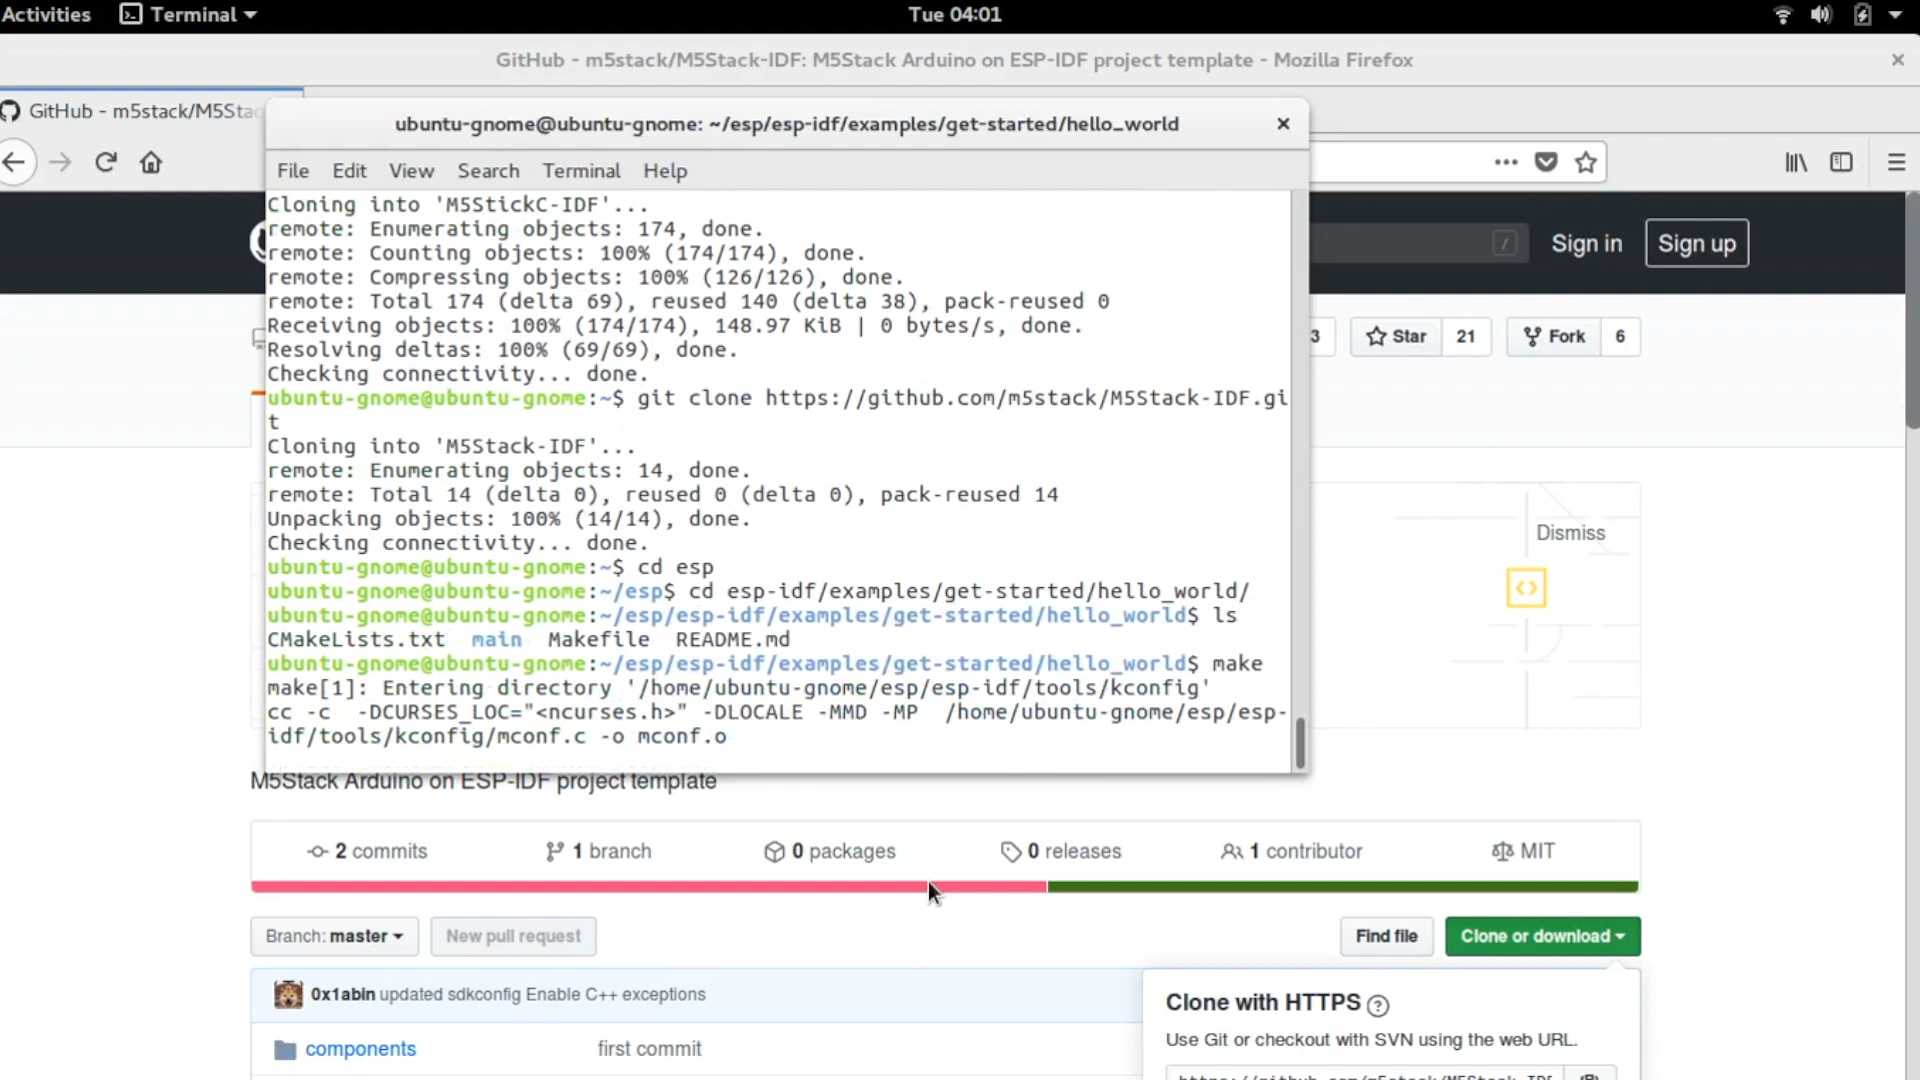 Activities Terminal Tue 04:01
GitHub - m5stack/M5Stack-IDF: M5Stack Arduino on ESP-IDF project template - Mozilla Firefox
GitHub - m5stack/M5Stac
ubuntu-gnome@ubuntu-gnome: ~/esp/esp-idf/examples/get-started/hello_world
File Edit View Search Terminal Help
Cloning into 'M5StickC-IDF'...
remote: Enumerating objects: 174, done.
remote: Counting objects: 100% (174/174), done.
remote: Compressing objects: 100% (126/126), done.
remote: Total 174 (delta 69), reused 140 (delta 38), pack-reused 0
Receiving objects: 100% (174/174), 148.97 KiB | 0 bytes/s, done.
Resolving deltas: 100% (69/69), done.
Checking connectivity... done.
ubuntu-gnome@ubuntu-gnome:~$ git clone https://github.com/m5stack/M5Stack-IDF.gi
t
Cloning into 'M5Stack-IDF'...
remote: Enumerating objects: 14, done.
remote: Total 14 (delta 0), reused 0 (delta 0), pack-reused 14
Unpacking objects: 100% (14/14), done.
Checking connectivity... done.
ubuntu-gnome@ubuntu-gnome:~$ cd esp
ubuntu-gnome@ubuntu-gnome:~/esp$ cd esp-idf/examples/get-started/hello_world/
ubuntu-gnome@ubuntu-gnome:~/esp/esp-idf/examples/get-started/hello_world$ ls
CMakeLists.txt main Makefile README.md
ubuntu-gnome@ubuntu-gnome:~/esp/esp-idf/examples/get-started/hello_world$ make
make[1]: Entering directory '/home/ubuntu-gnome/esp/esp-idf/tools/kconfig'
cc -c -DCURSES_LOC="<ncurses.h>" -DLOCALE -MMD -MP /home/ubuntu-gnome/esp/esp-
idf/tools/kconfig/mconf.c -o mconf.o
/ Sign in Sign up
3 Star 21 Fork 6
Dismiss
M5Stack Arduino on ESP-IDF project template
2 commits 1 branch 0 packages 0 releases 1 contributor MIT
Branch: master New pull request Find file Clone or download
0x1abin updated sdkconfig Enable C++ exceptions
components first commit
Clone with HTTPS ?
Use Git or checkout with SVN using the web URL.
https://github.com/m5stack/M5Stack-IDF